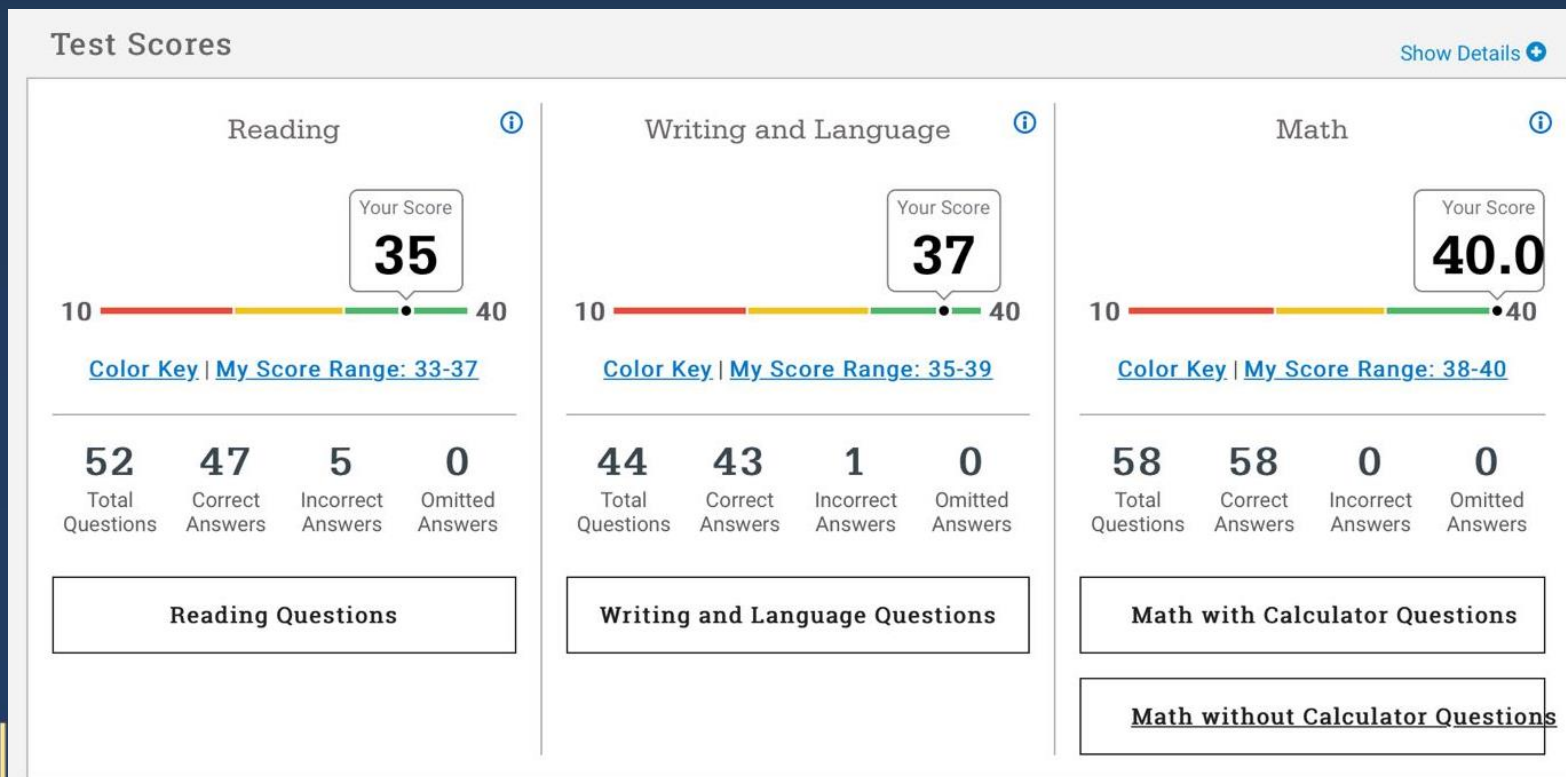 Test Scores
Show Details
Reading
Your Score
35
10
40
Color Key | My Score Range: 33-37
52 47 5 0
Total Correct Incorrect Omitted
Questions Answers Answers Answers
Reading Questions
Writing and Language
Your Score
37
10
40
Color Key | My Score Range: 35-39
44 43 1 0
Total Correct Incorrect Omitted
Questions Answers Answers Answers
Writing and Language Questions
Math
Your Score
40.0
10
40
Color Key | My Score Range: 38-40
58 58 0 0
Total Correct Incorrect Omitted
Questions Answers Answers Answers
Math with Calculator Questions
Math without Calculator Questions